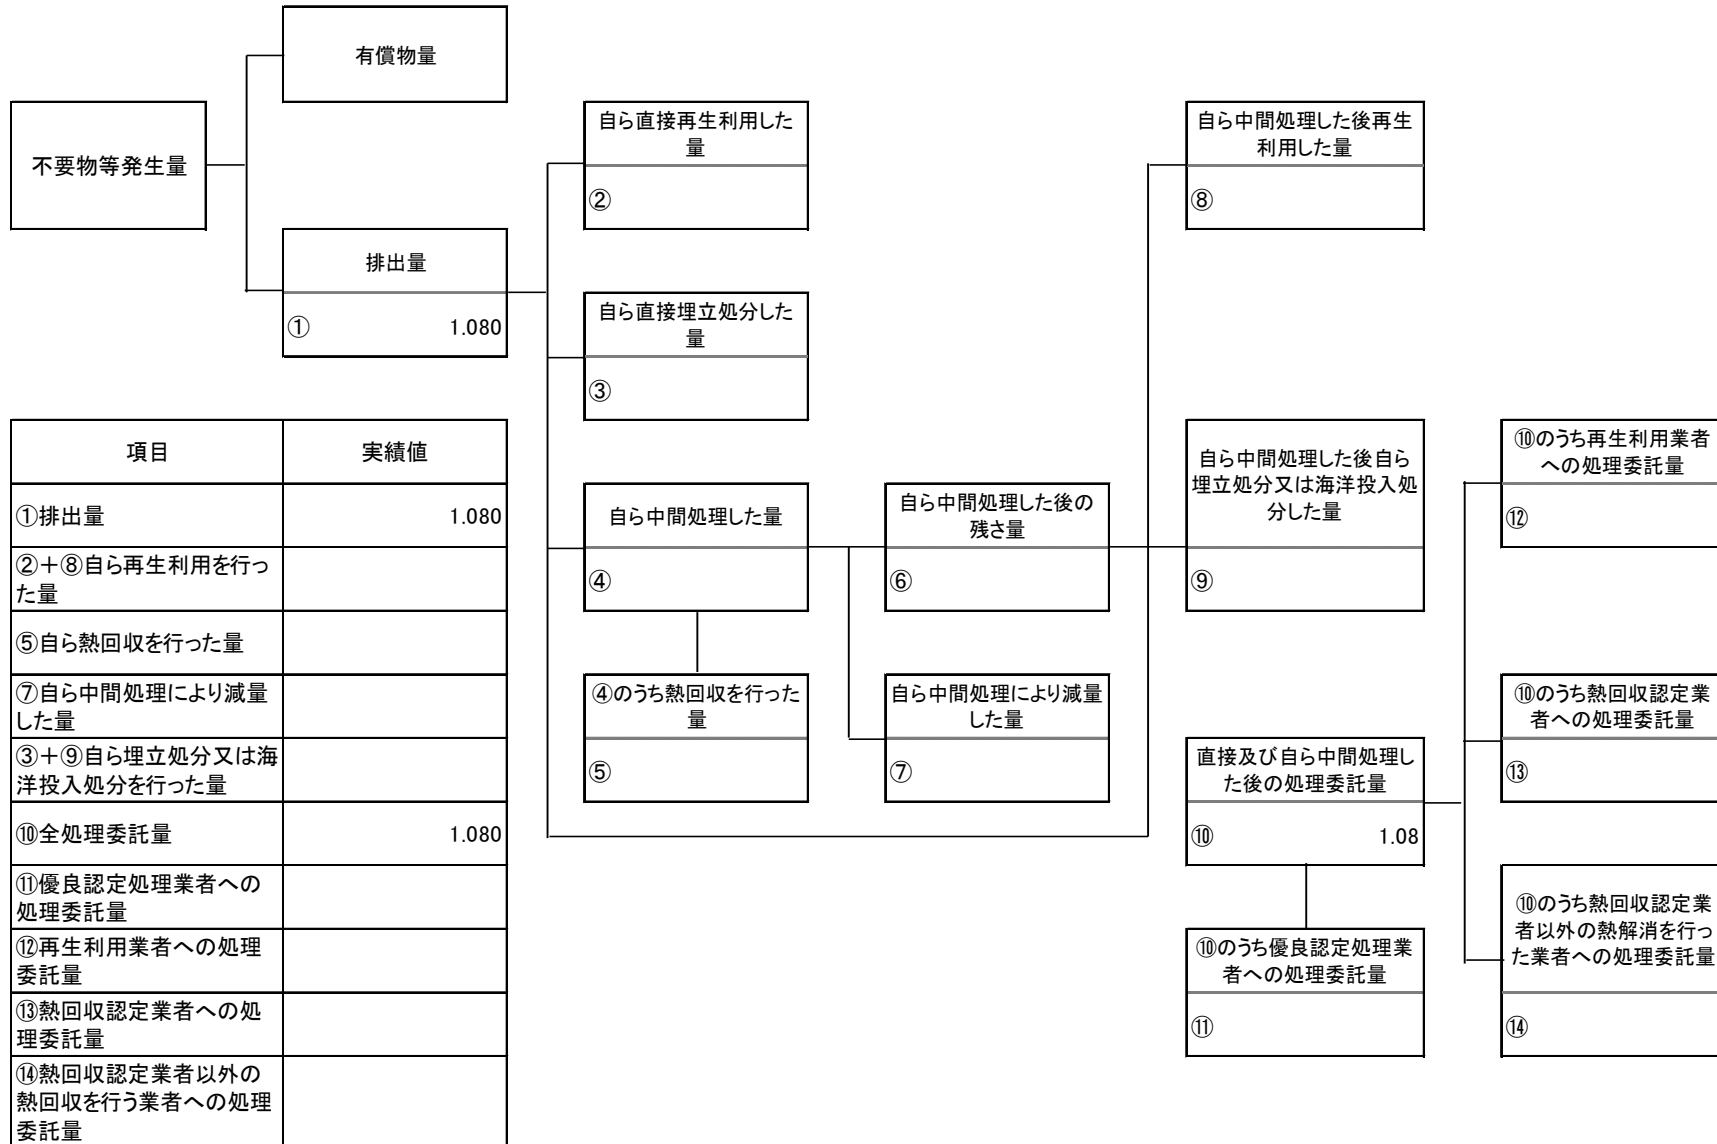 有償物量
不要物等発生量
排出量
①　1.080
自ら直接再生利用した
量
②
自ら直接埋立処分した
量
③
自ら中間処理した量
④
④のうち熱回収を行った
量
⑤
自ら中間処理した後の
残さ量
⑥
自ら中間処理により減量
した量
⑦
自ら中間処理した後再生
利用した量
⑧
自ら中間処理した後自ら
埋立処分又は海洋投入処
分した量
⑨
直接及び自ら中間処理し
た後の処理委託量
⑩　1.08
⑩のうち優良認定処理業
者への処理委託量
⑪
⑩のうち再生利用業者
への処理委託量
⑫
⑩のうち熱回収認定業
者への処理委託量
⑬
⑩のうち熱回収認定業
者以外の熱解消を行っ
た業者への処理委託量
⑭
項目　実績値
①排出量　1.080
②＋⑧自ら再生利用を行っ
た量
⑤自ら熱回収を行った量
⑦自ら中間処理により減量
した量
③＋⑨自ら埋立処分又は海
洋投入処分を行った量
⑩全処理委託量　1.080
⑪優良認定処理業者への
処理委託量
⑫再生利用業者への処理
委託量
⑬熱回収認定業者への処
理委託量
⑭熱回収認定業者以外の
熱回収を行う業者への処理
委託量